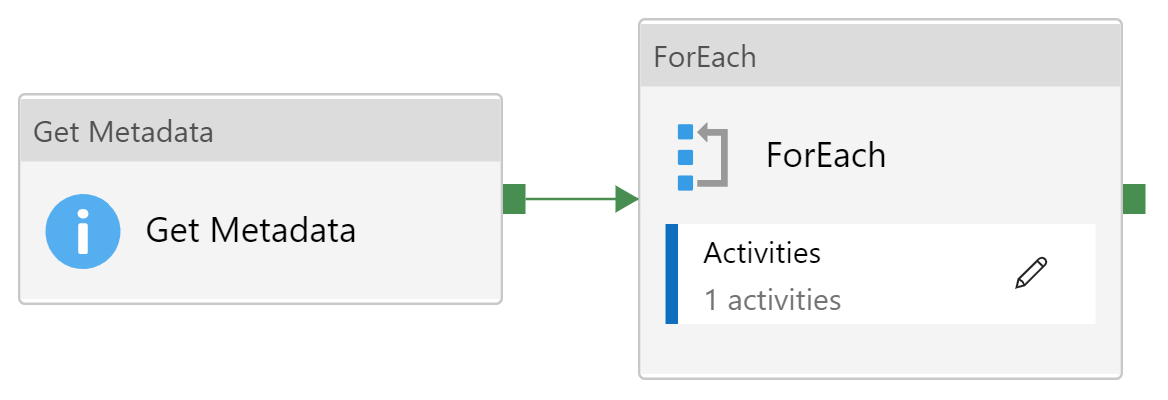 Get Metadata
Get Metadata
ForEach
ForEach
Activities
1 activities